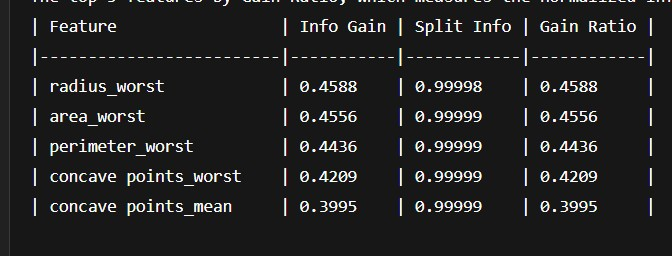 The top 5 features by Gain Ratio, which measures the normalized inf
| Feature | Info Gain | Split Info | Gain Ratio |
|------------------------|-----------|------------|------------|
| radius_worst | 0.4588 | 0.99999 | 0.4588 |
| area_worst | 0.4556 | 0.99998 | 0.4556 |
| perimeter_worst | 0.4436 | 0.99999 | 0.4436 |
| concave points_worst | 0.4209 | 0.99999 | 0.4209 |
| concave points_mean | 0.3995 | 0.99999 | 0.3995 |